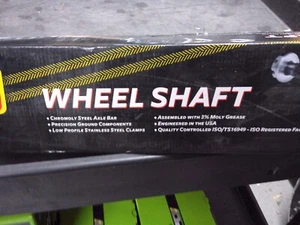 WHEEL SHAFT
• CHROMOLY STEEL AXLE BAR
• PRECISION GROUND COMPONENTS
• LOW PROFILE STAINLESS STEEL CLAMPS
• ASSEMBLED WITH 2% MOLY GREASE
• ENGINEERED IN THE USA
• QUALITY CONTROLLED ISO/TS16949 - ISO REGISTERED